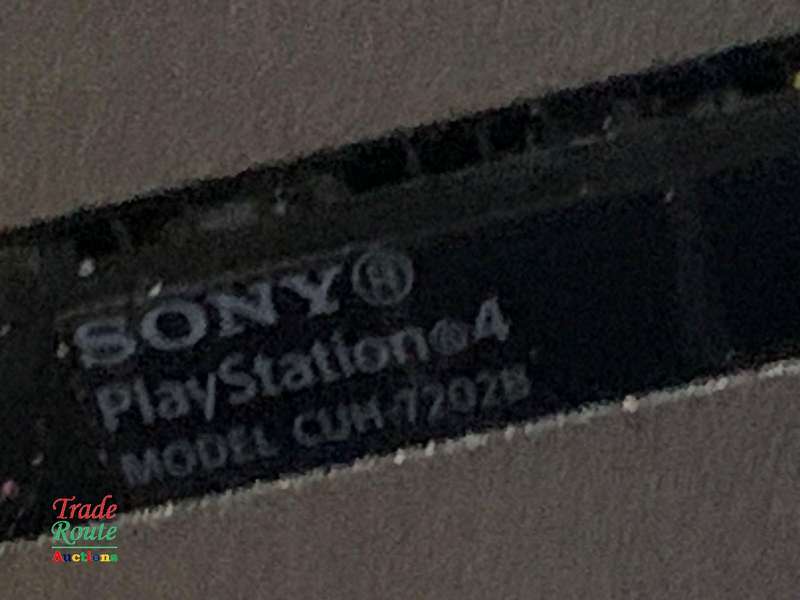 SONY®
PlayStation®4
MODEL CUH-7202B
Trade
Route
Auctions